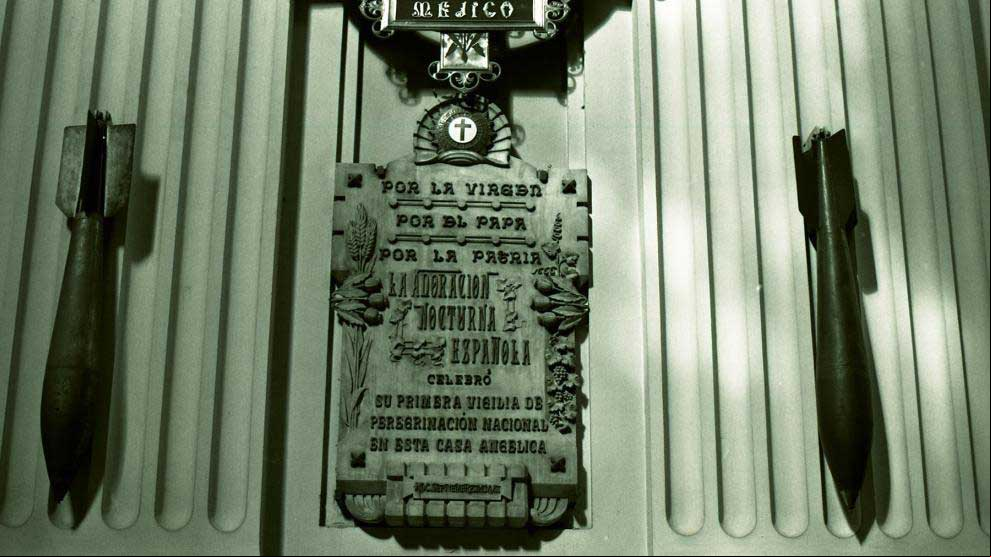 MEJICO
POR LA VIRGEN
POR EL PAPA
POR LA PATRIA
LA ADORACION
NOCTURNA
ESPAÑOLA
CELEBRÓ
SU PRIMERA VIGILIA DE
PEREGRINACIÓN NACIONAL
EN ESTA CASA ANGELICA